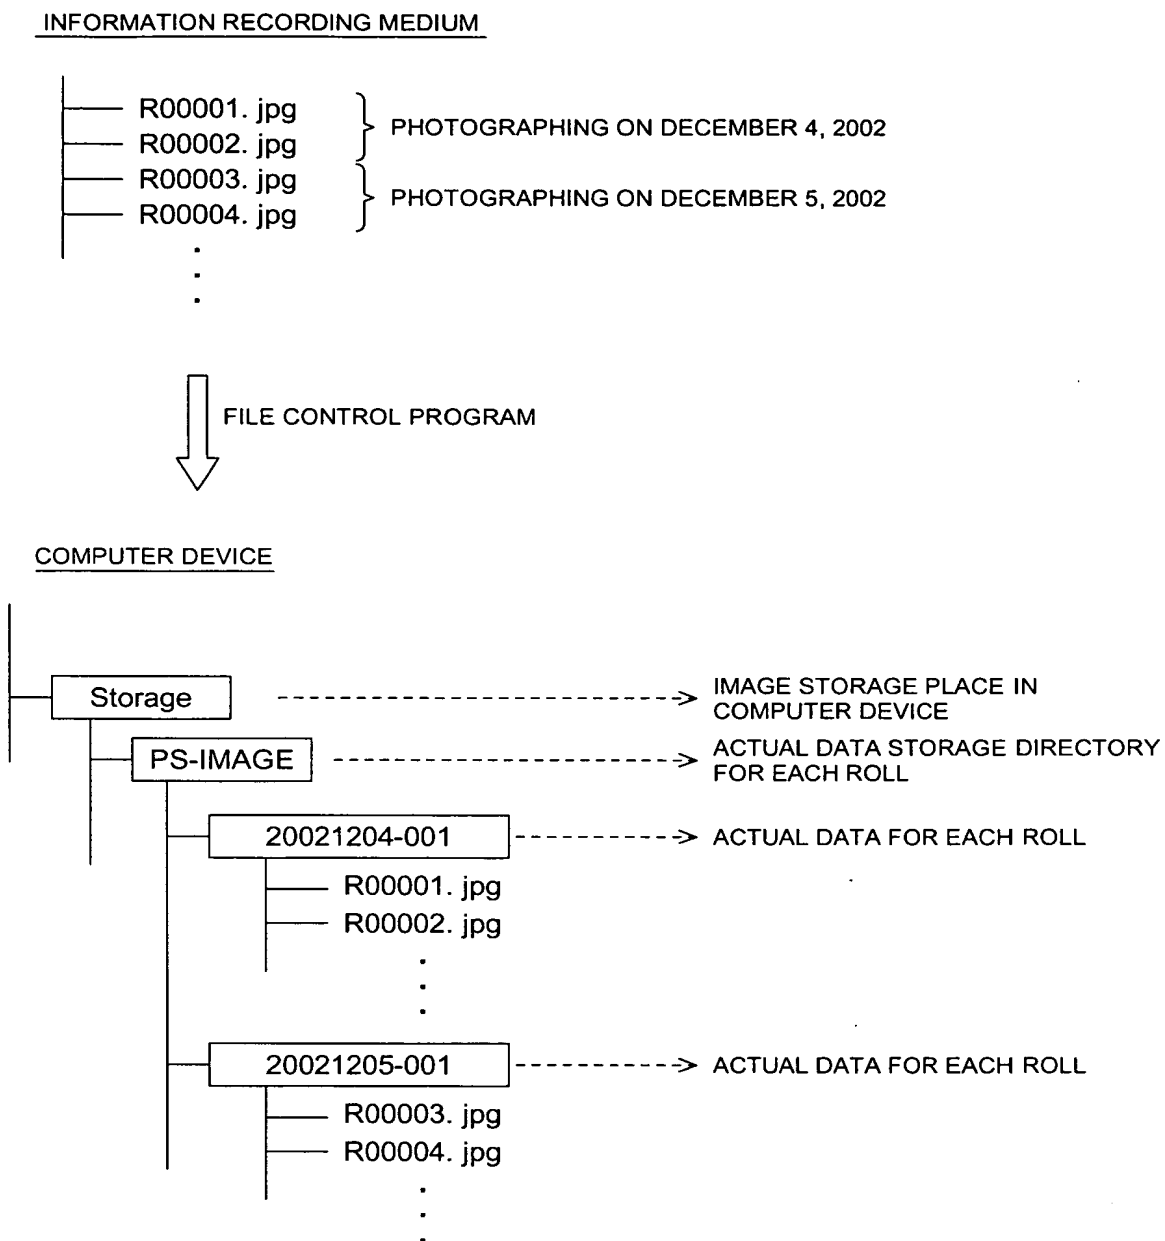 INFORMATION RECORDING MEDIUM
R00001. jpg
R00002. jpg
PHOTOGRAPHING ON DECEMBER 4, 2002
R00003. jpg
R00004. jpg
PHOTOGRAPHING ON DECEMBER 5, 2002
FILE CONTROL PROGRAM
COMPUTER DEVICE
Storage
IMAGE STORAGE PLACE IN
COMPUTER DEVICE
PS-IMAGE
ACTUAL DATA STORAGE DIRECTORY
FOR EACH ROLL
20021204-001
ACTUAL DATA FOR EACH ROLL
R00001. jpg
R00002. jpg
20021205-001
ACTUAL DATA FOR EACH ROLL
R00003. jpg
R00004. jpg